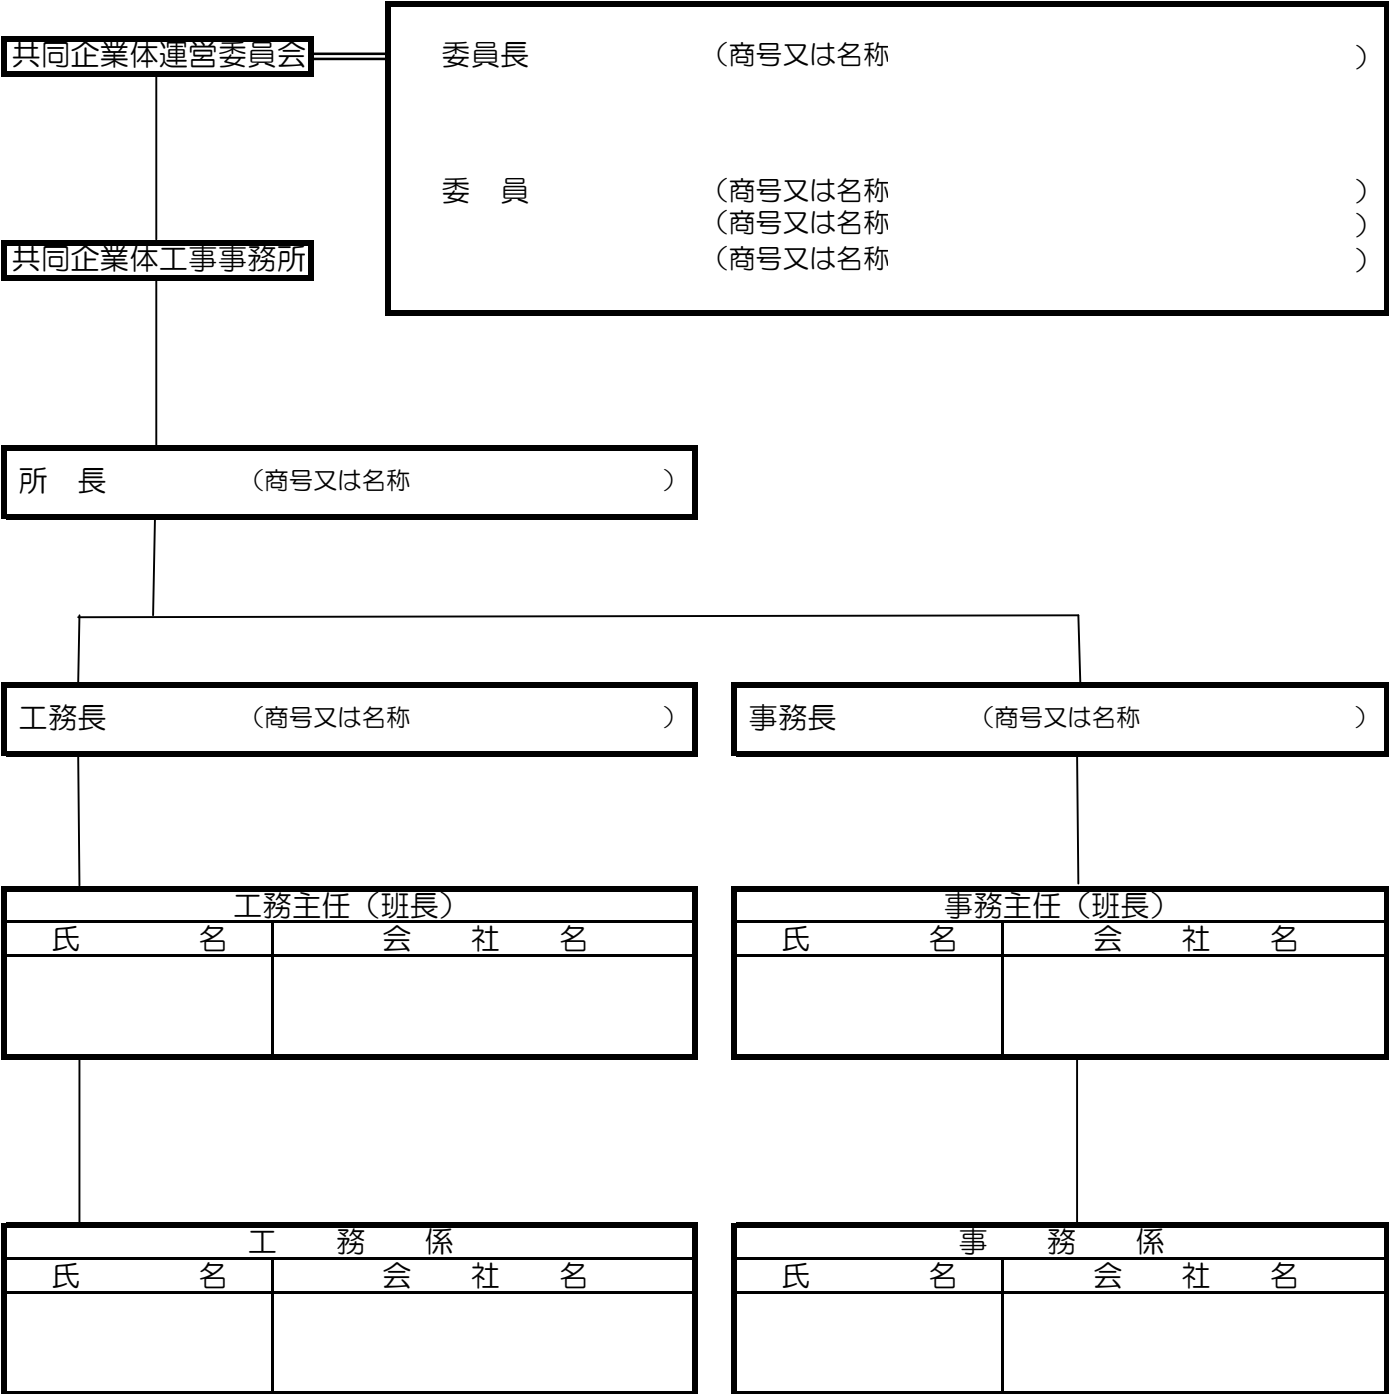 共同企業体運営委員会
委員長　（商号又は名称　）
委　員　（商号又は名称　）
（商号又は名称　）
（商号又は名称　）
共同企業体工事事務所
所　長　（商号又は名称　）
工務長　（商号又は名称　）
事務長　（商号又は名称　）
工務主任（班長）
氏　名　会　社　名
事務主任（班長）
氏　名　会　社　名
工　務　係
氏　名　会　社　名
事　務　係
氏　名　会　社　名